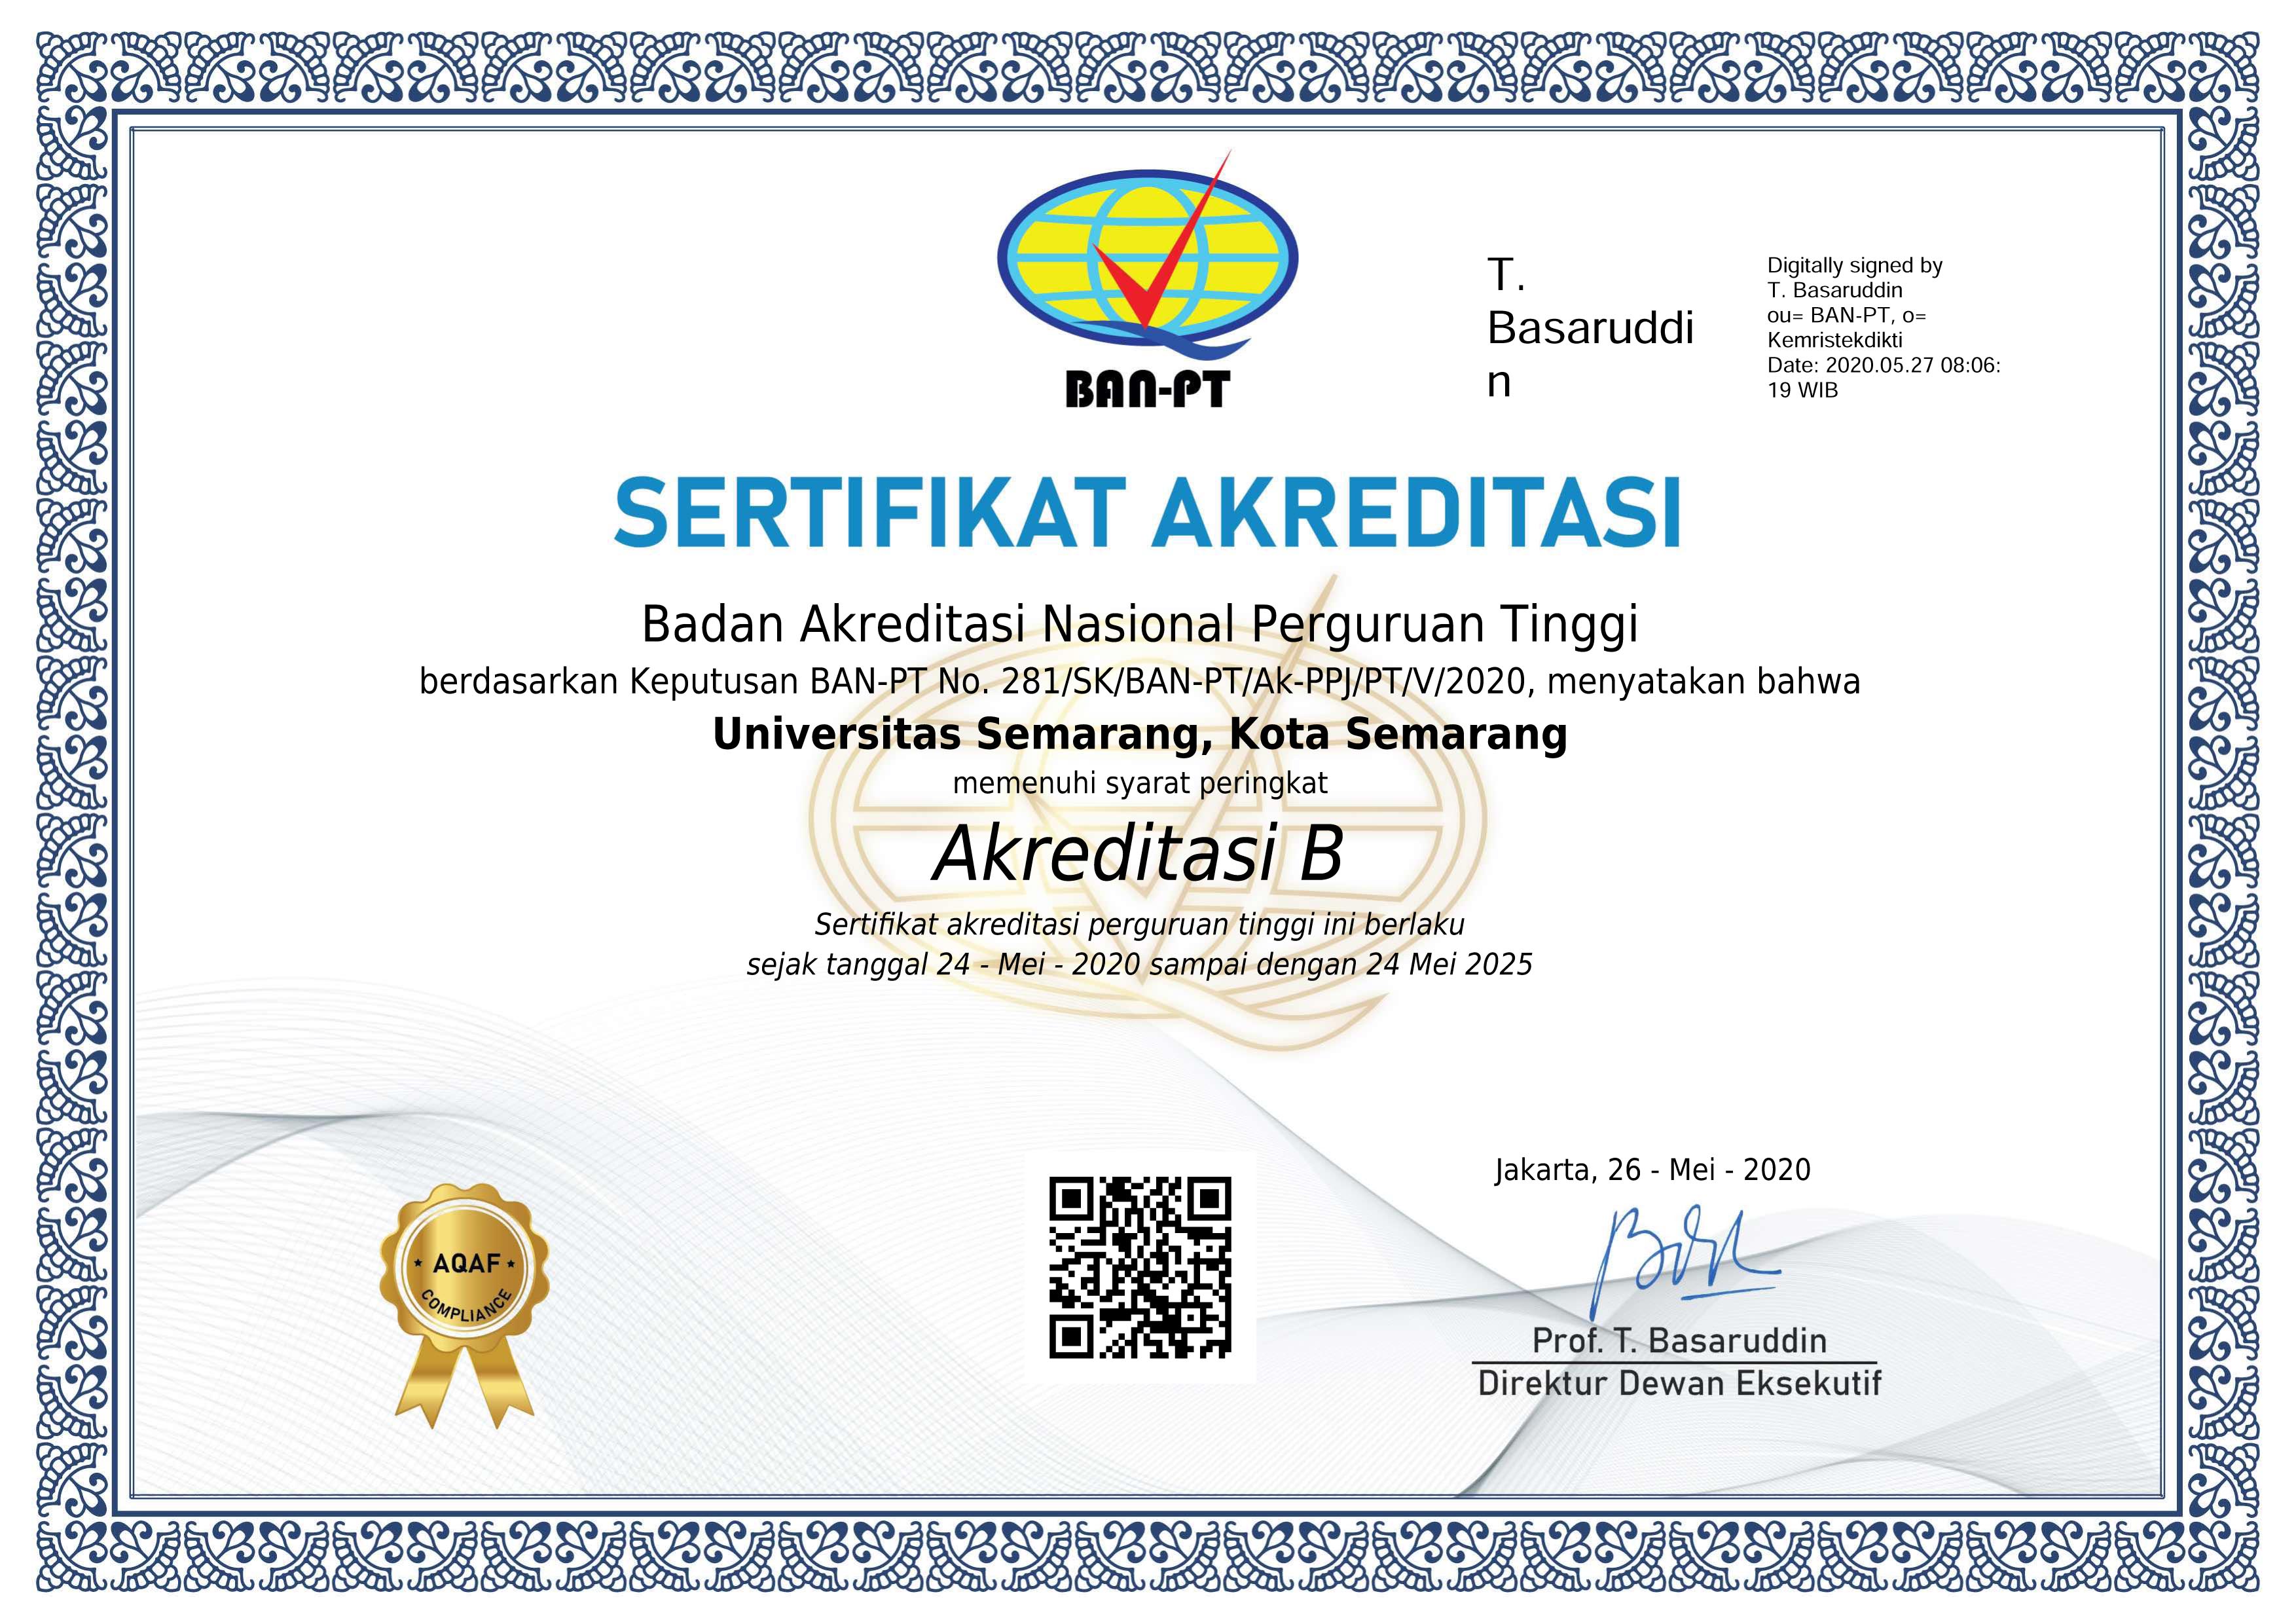 BAN-PT
T.
Basaruddi
n
Digitally signed by
T. Basaruddin
ou= BAN-PT, o=
Kemristekdikti
Date: 2020.05.27 08:06:
19 WIB
SERTIFIKAT AKREDITASI
Badan Akreditasi Nasional Perguruan Tinggi
berdasarkan Keputusan BAN-PT No. 281/SK/BAN-PT/Ak-PPJ/PT/V/2020, menyatakan bahwa
Universitas Semarang, Kota Semarang
memenuhi syarat peringkat
Akreditasi B
Sertifikat akreditasi perguruan tinggi ini berlaku
sejak tanggal 24 - Mei - 2020 sampai dengan 24 Mei 2025
AQAF
COMPLIANCE
Jakarta, 26 - Mei - 2020
Prof. T. Basaruddin
Direktur Dewan Eksekutif